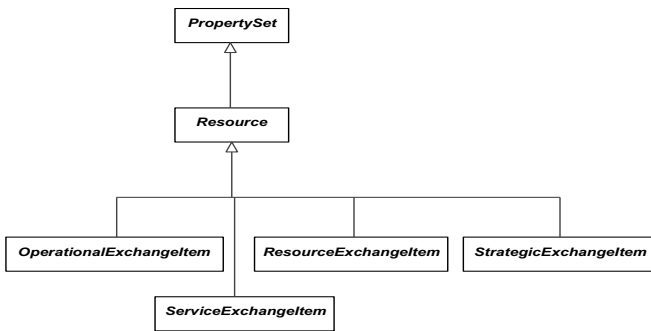 PropertySet
Resource
OperationalExchangeItem
ResourceExchangeItem
StrategicExchangeItem
ServiceExchangeItem